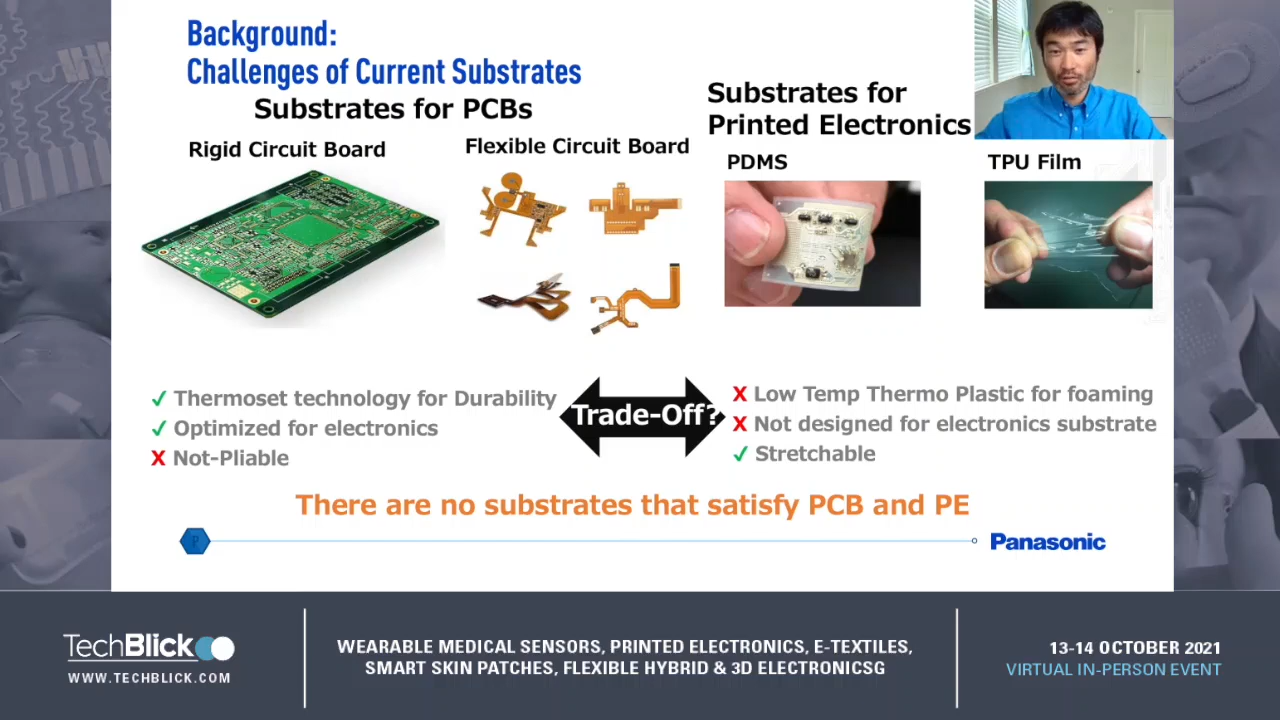 Background:
Challenges of Current Substrates
Substrates for PCBs
Rigid Circuit Board
Flexible Circuit Board
Substrates for
Printed Electronics
PDMS
TPU Film
✓ Thermoset technology for Durability
✓ Optimized for electronics
X Not-Pliable
Trade-Off?
X Low Temp Thermo Plastic for foaming
X Not designed for electronics substrate
✓ Stretchable
There are no substrates that satisfy PCB and PE
2
Panasonic
TechBlick
WWW.TECHBLICK.COM
WEARABLE MEDICAL SENSORS, PRINTED ELECTRONICS, E-TEXTILES,
SMART SKIN PATCHES, FLEXIBLE HYBRID & 3D ELECTRONICSG
13-14 OCTOBER 2021
VIRTUAL IN-PERSON EVENT